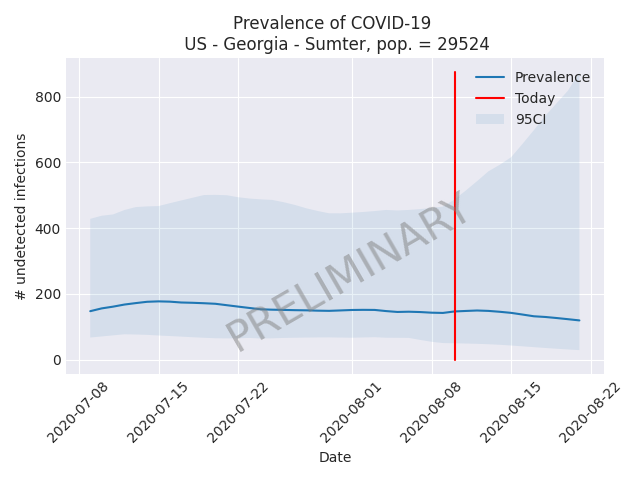 Prevalence of COVID-19
US - Georgia - Sumter, pop. = 29524
# undetected infections
800
600
400
200
0
Prevalence
Today
95CI
PRELIMINARY
2020-07-08
2020-07-15
2020-07-22
2020-08-01
2020-08-08
2020-08-15
2020-08-22
Date